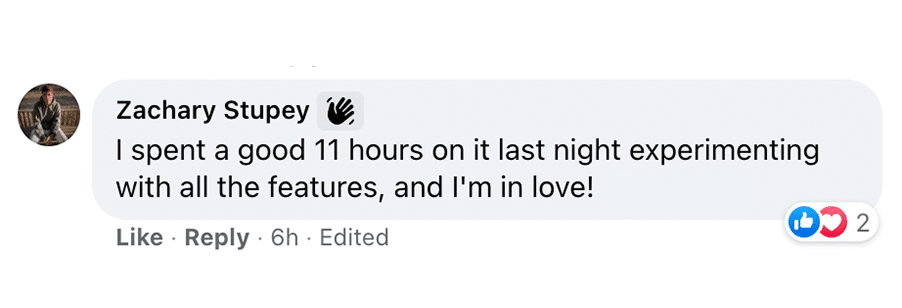 Zachary Stupey
I spent a good 11 hours on it last night experimenting
with all the features, and I'm in love!
Like · Reply · 6h · Edited
2